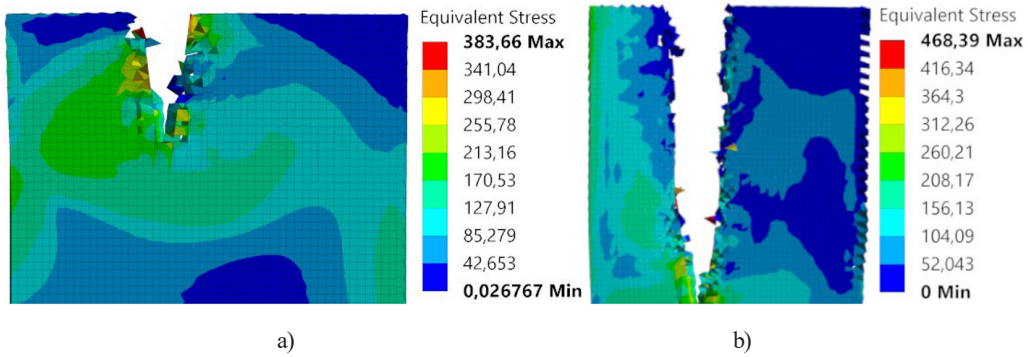 Equivalent Stress
383,66 Max
341,04
298,41
255,78
213,16
170,53
127,91
85,279
42,653
0,026767 Min
Equivalent Stress
468,39 Max
416,34
364,3
312,26
260,21
208,17
156,13
104,09
52,043
0 Min
a)
b)